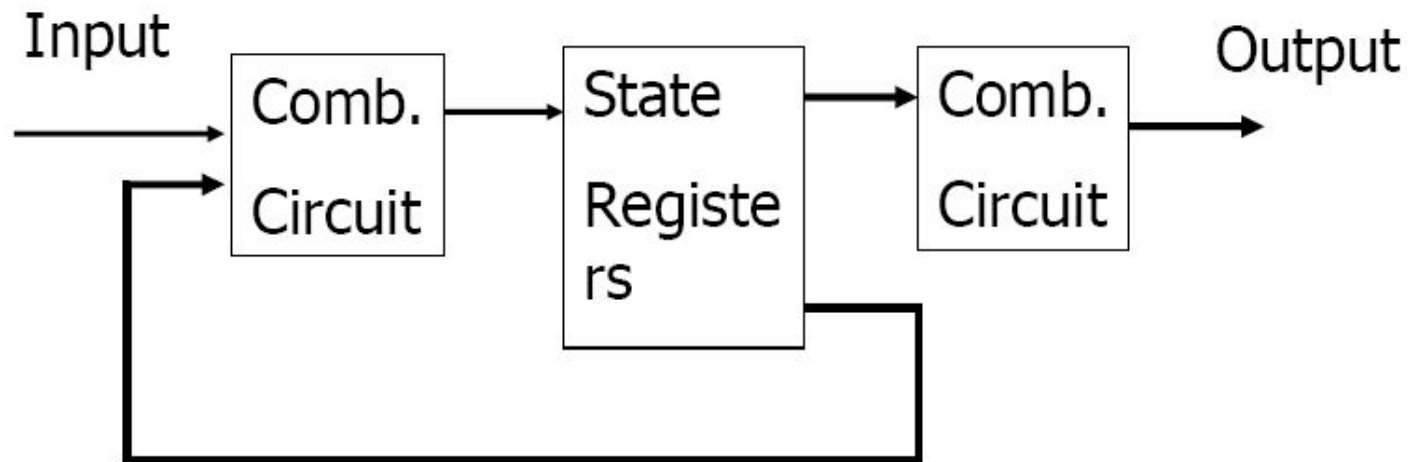 Input
Comb.
Circuit
State
Registe
rs
Comb.
Circuit
Output